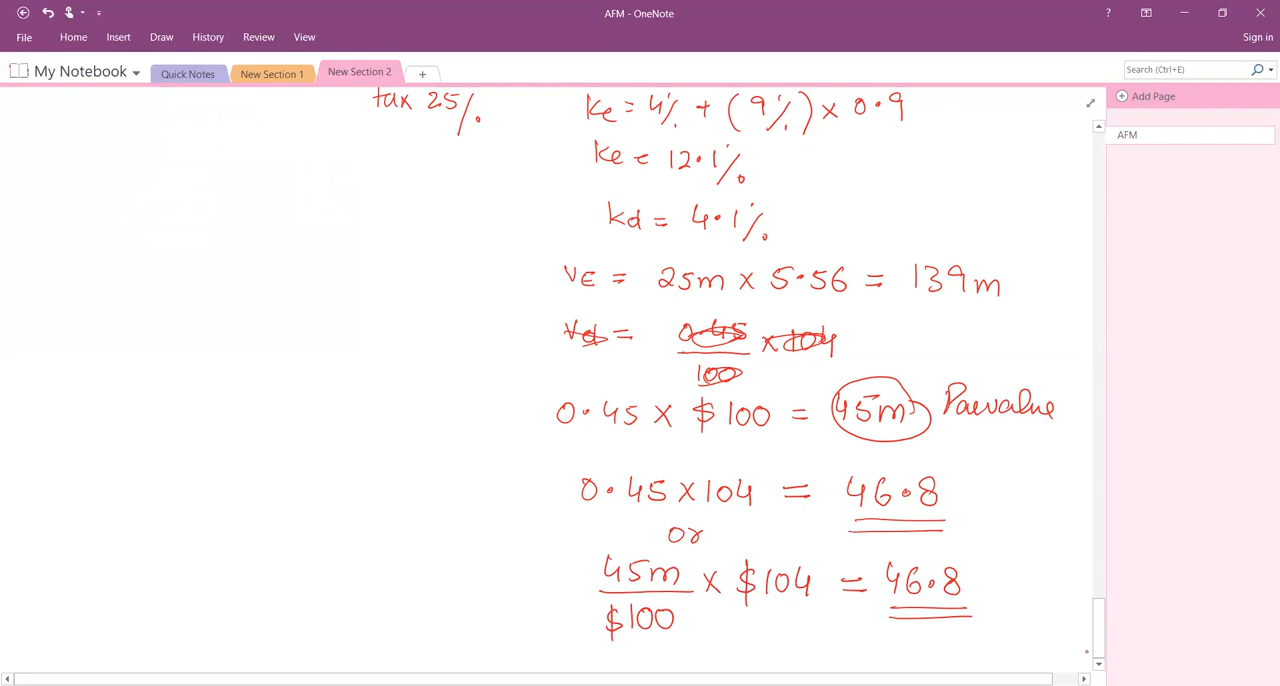 AFM - OneNote
?
File Home Insert Draw History Review View
Sign in
My Notebook
Quick Notes
New Section 1
New Section 2
+
Search (Ctrl+E)
Add Page
AFM
tax 25%
Ke = 4% + (9%) × 0.9
Ke = 12.1%
Kd = 4.1%
VE = 25m × 5.56 = 139m
Vd = 0.45 × 104
100
0.45 × $100 = 45m Parvalue
0.45 × 104 = 46.8
or
45m × $104 = 46.8
$100